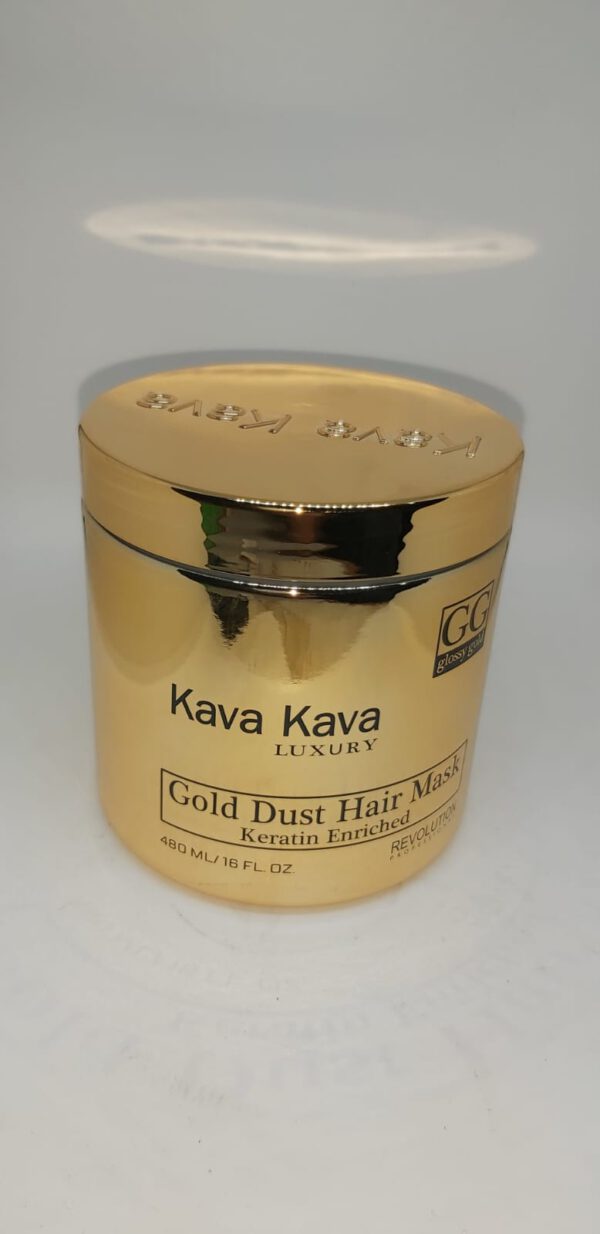 Kava Kava
GG
glossy gold
Kava Kava
LUXURY
Gold Dust Hair Mask
Keratin Enriched
480 ML/16 FL. OZ.
REVOLUTION
PROFESSIONAL